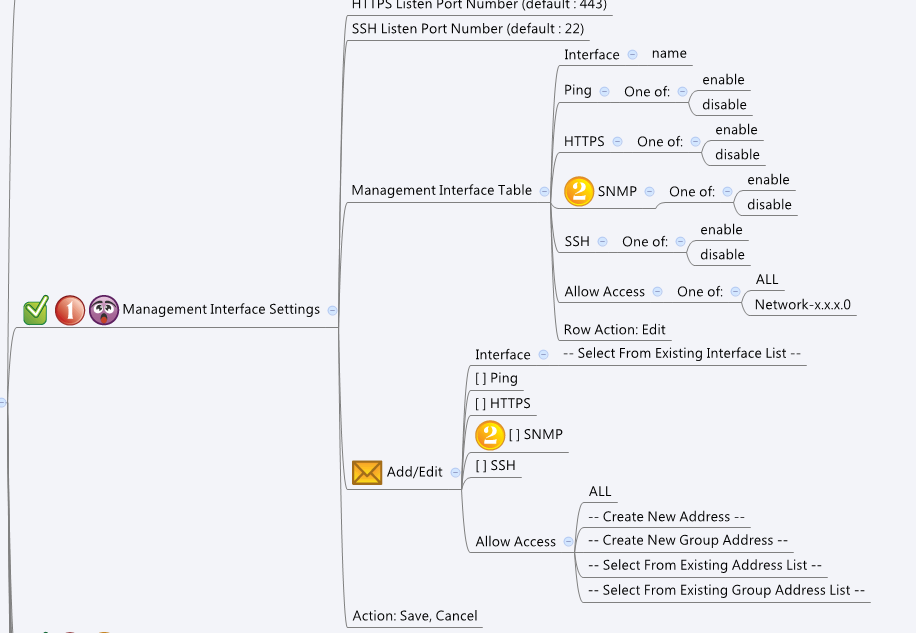 HTTPS Listen Port Number (default : 443)
SSH Listen Port Number (default : 22)
Management Interface Table
Interface name
Ping One of: enable
disable
HTTPS One of: enable
disable
2 SNMP One of: enable
disable
SSH One of: enable
disable
Allow Access One of: ALL
Network-x.x.x.0
Row Action: Edit
1 Management Interface Settings
Add/Edit
Interface -- Select From Existing Interface List --
[ ] Ping
[ ] HTTPS
2 [ ] SNMP
[ ] SSH
Allow Access
ALL
-- Create New Address --
-- Create New Group Address --
-- Select From Existing Address List --
-- Select From Existing Group Address List --
Action: Save, Cancel